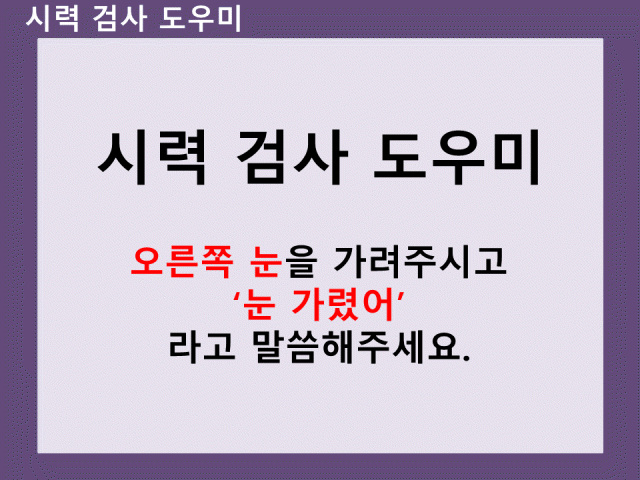 시력 검사 도우미
시력 검사 도우미
오른쪽 눈을 가려주시고
‘눈 가렸어’
라고 말씀해주세요.